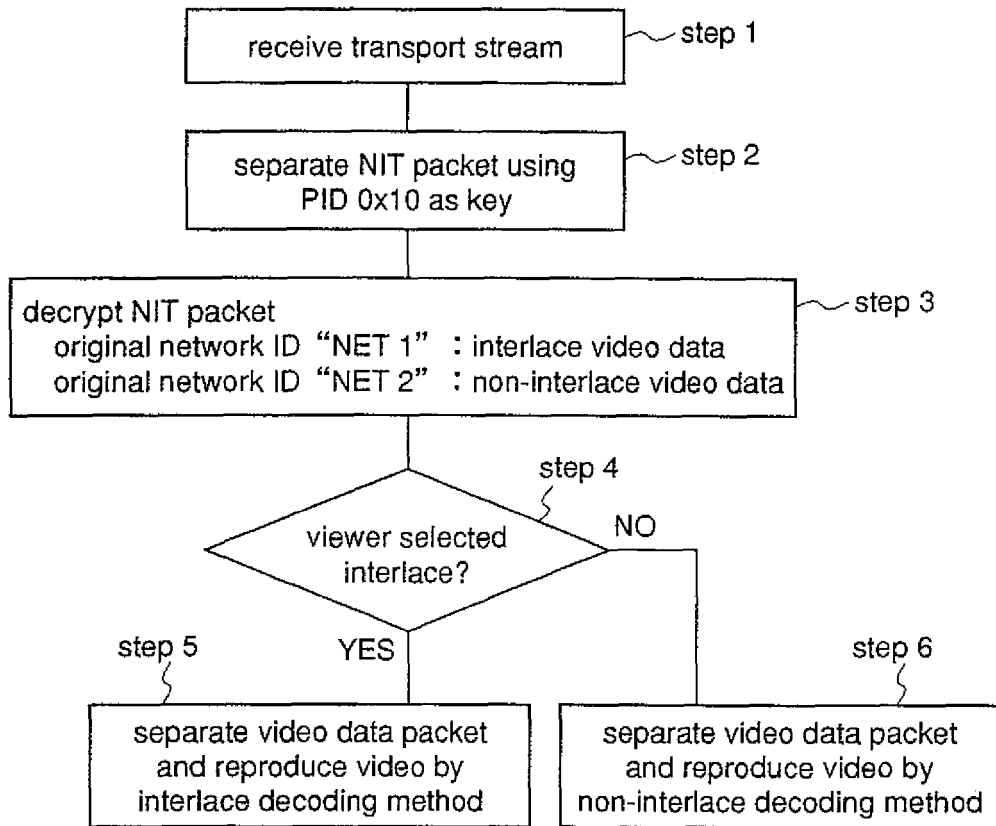 receive transport stream
step 1
separate NIT packet using
PID 0x10 as key
step 2
decrypt NIT packet
original network ID “NET 1” : interlace video data
original network ID “NET 2” : non-interlace video data
step 3
step 4
viewer selected
interlace?
NO
YES
step 5
separate video data packet
and reproduce video by
interlace decoding method
step 6
separate video data packet
and reproduce video by
non-interlace decoding method